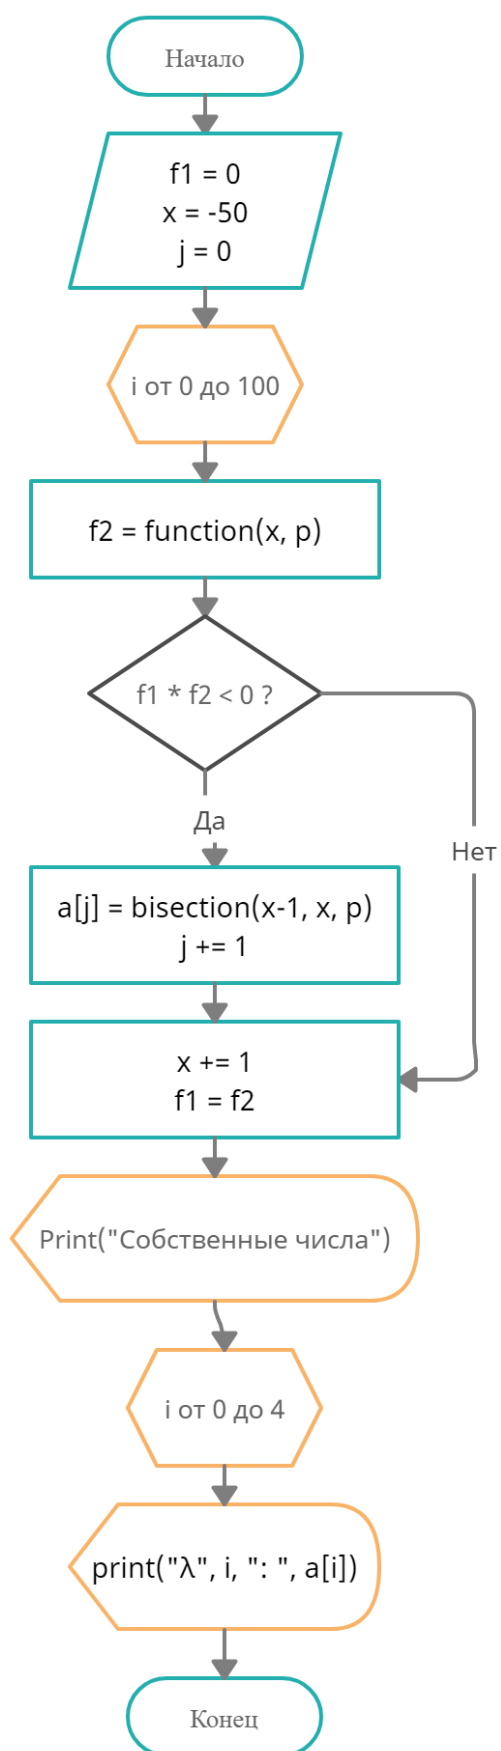 Начало
f1 = 0
x = -50
j = 0
i от 0 до 100
f2 = function(x, p)
f1 * f2 < 0 ?
Да
Нет
a[j] = bisection(x-1, x, p)
j += 1
x += 1
f1 = f2
Print("Собственные числа")
i от 0 до 4
print("λ", i, ": ", a[i])
Конец